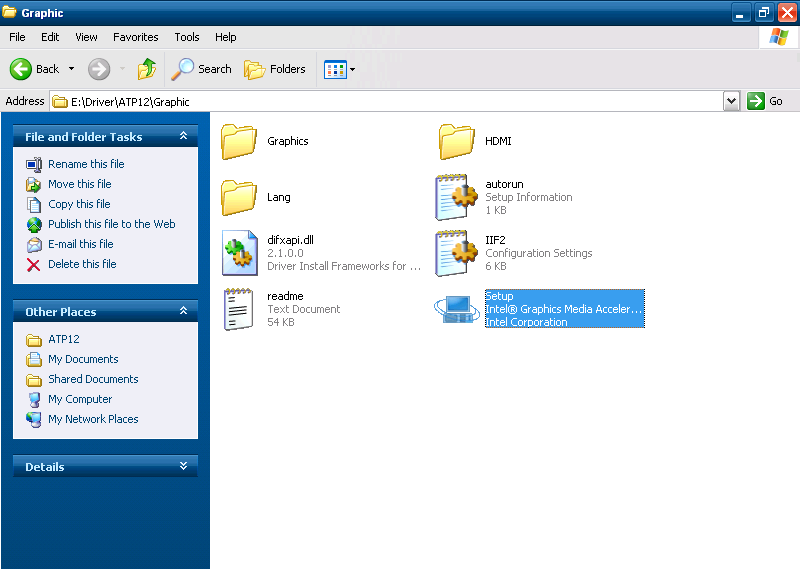 Graphic
File Edit View Favorites Tools Help
Back Search Folders
Address E:\Driver\ATP12\Graphic Go
File and Folder Tasks
Rename this file
Move this file
Copy this file
Publish this file to the Web
E-mail this file
Delete this file
Other Places
ATP12
My Documents
Shared Documents
My Computer
My Network Places
Details
Graphics
HDMI
Lang
autorun
Setup Information
1 KB
difxapi.dll
2.1.0.0
Driver Install Frameworks for ...
IIF2
Configuration Settings
6 KB
readme
Text Document
54 KB
Setup
Intel® Graphics Media Acceler...
Intel Corporation